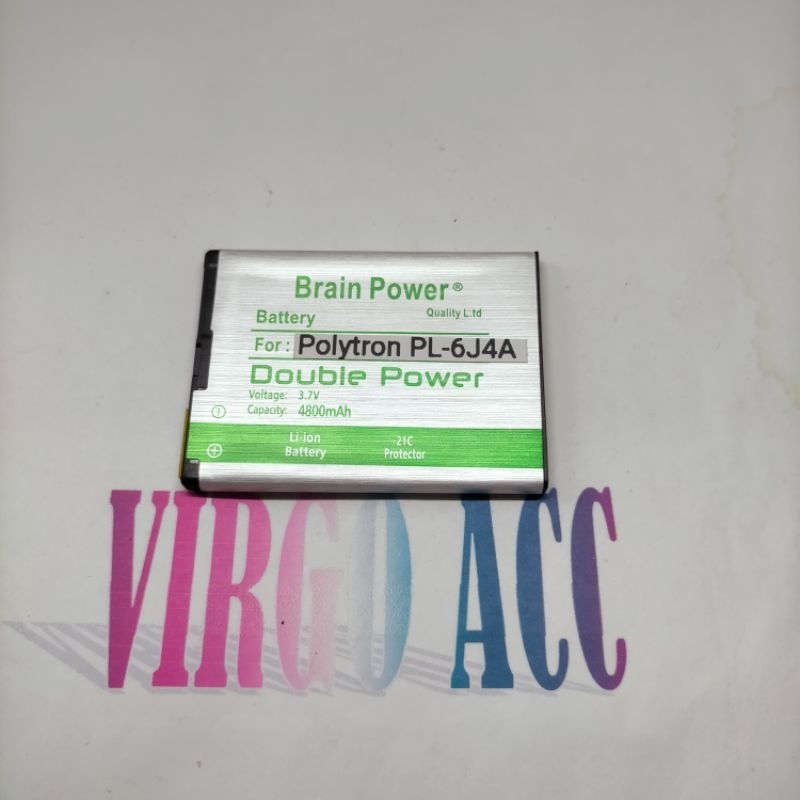 Brain Power®
Quality L.td
Battery
For : Polytron PL-6J4A
Double Power
Voltage: 3.7V
Capacity: 4800mAh
Li-ion Battery
21C Protector
VIRGO ACC